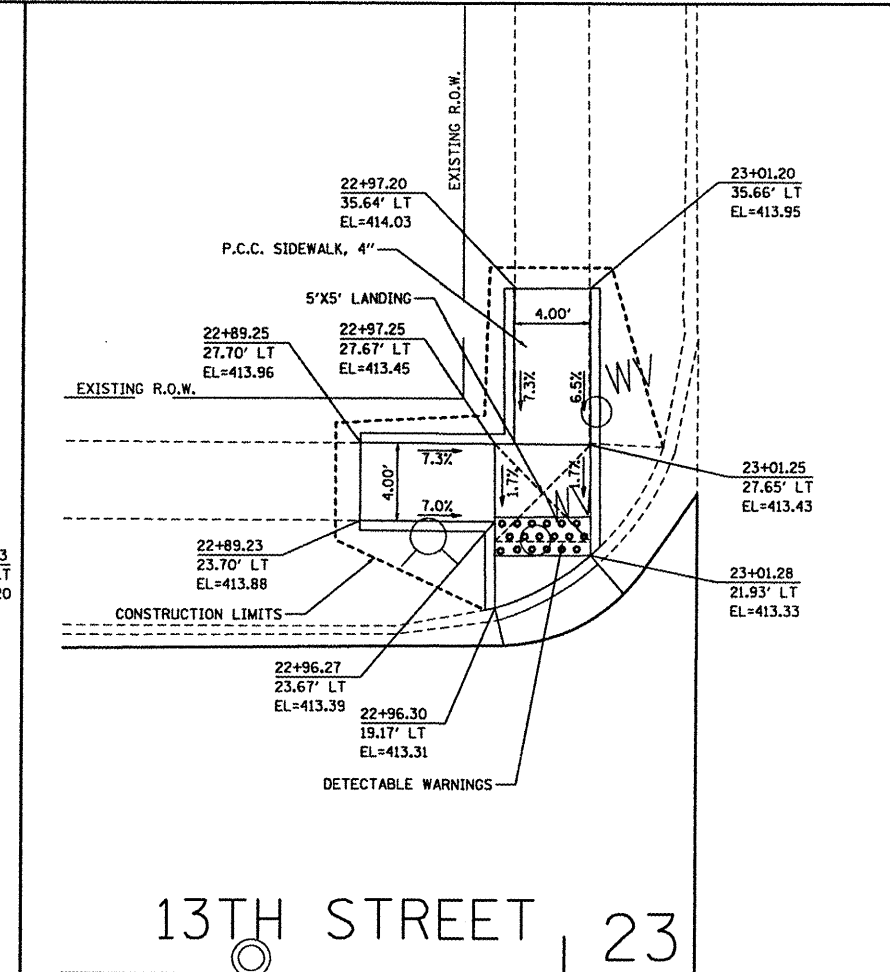 EXISTING R.O.W.
22+97.20
35.64' LT
EL=414.03
23+01.20
35.66' LT
EL=413.95
P.C.C. SIDEWALK, 4"
5'X5' LANDING
4.00'
22+89.25
27.70' LT
EL=413.96
22+97.25
27.67' LT
EL=413.45
7.3%
6.5%
WV
EXISTING R.O.W.
7.3%
4.00'
7.0%
1.7%
1.7%
23+01.25
27.65' LT
EL=413.43
22+89.23
23.70' LT
EL=413.88
3
LT
20
CONSTRUCTION LIMITS
23+01.28
21.93' LT
EL=413.33
22+96.27
23.67' LT
EL=413.39
22+96.30
19.17' LT
EL=413.31
DETECTABLE WARNINGS
13TH STREET
23